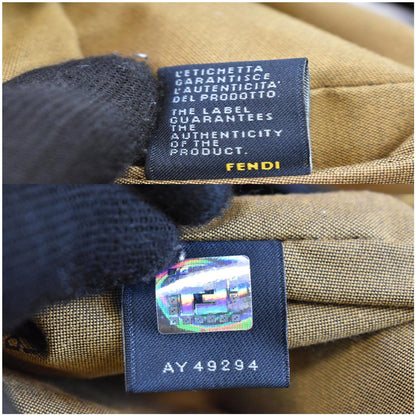 L'ETICHETTA
GARANTISCE
L'AUTENTICITA'
DEL PRODOTTO.
THE LABEL
GUARANTEES
THE
AUTHENTICITY
OF THE
PRODUCT.
FENDI
AY 49294